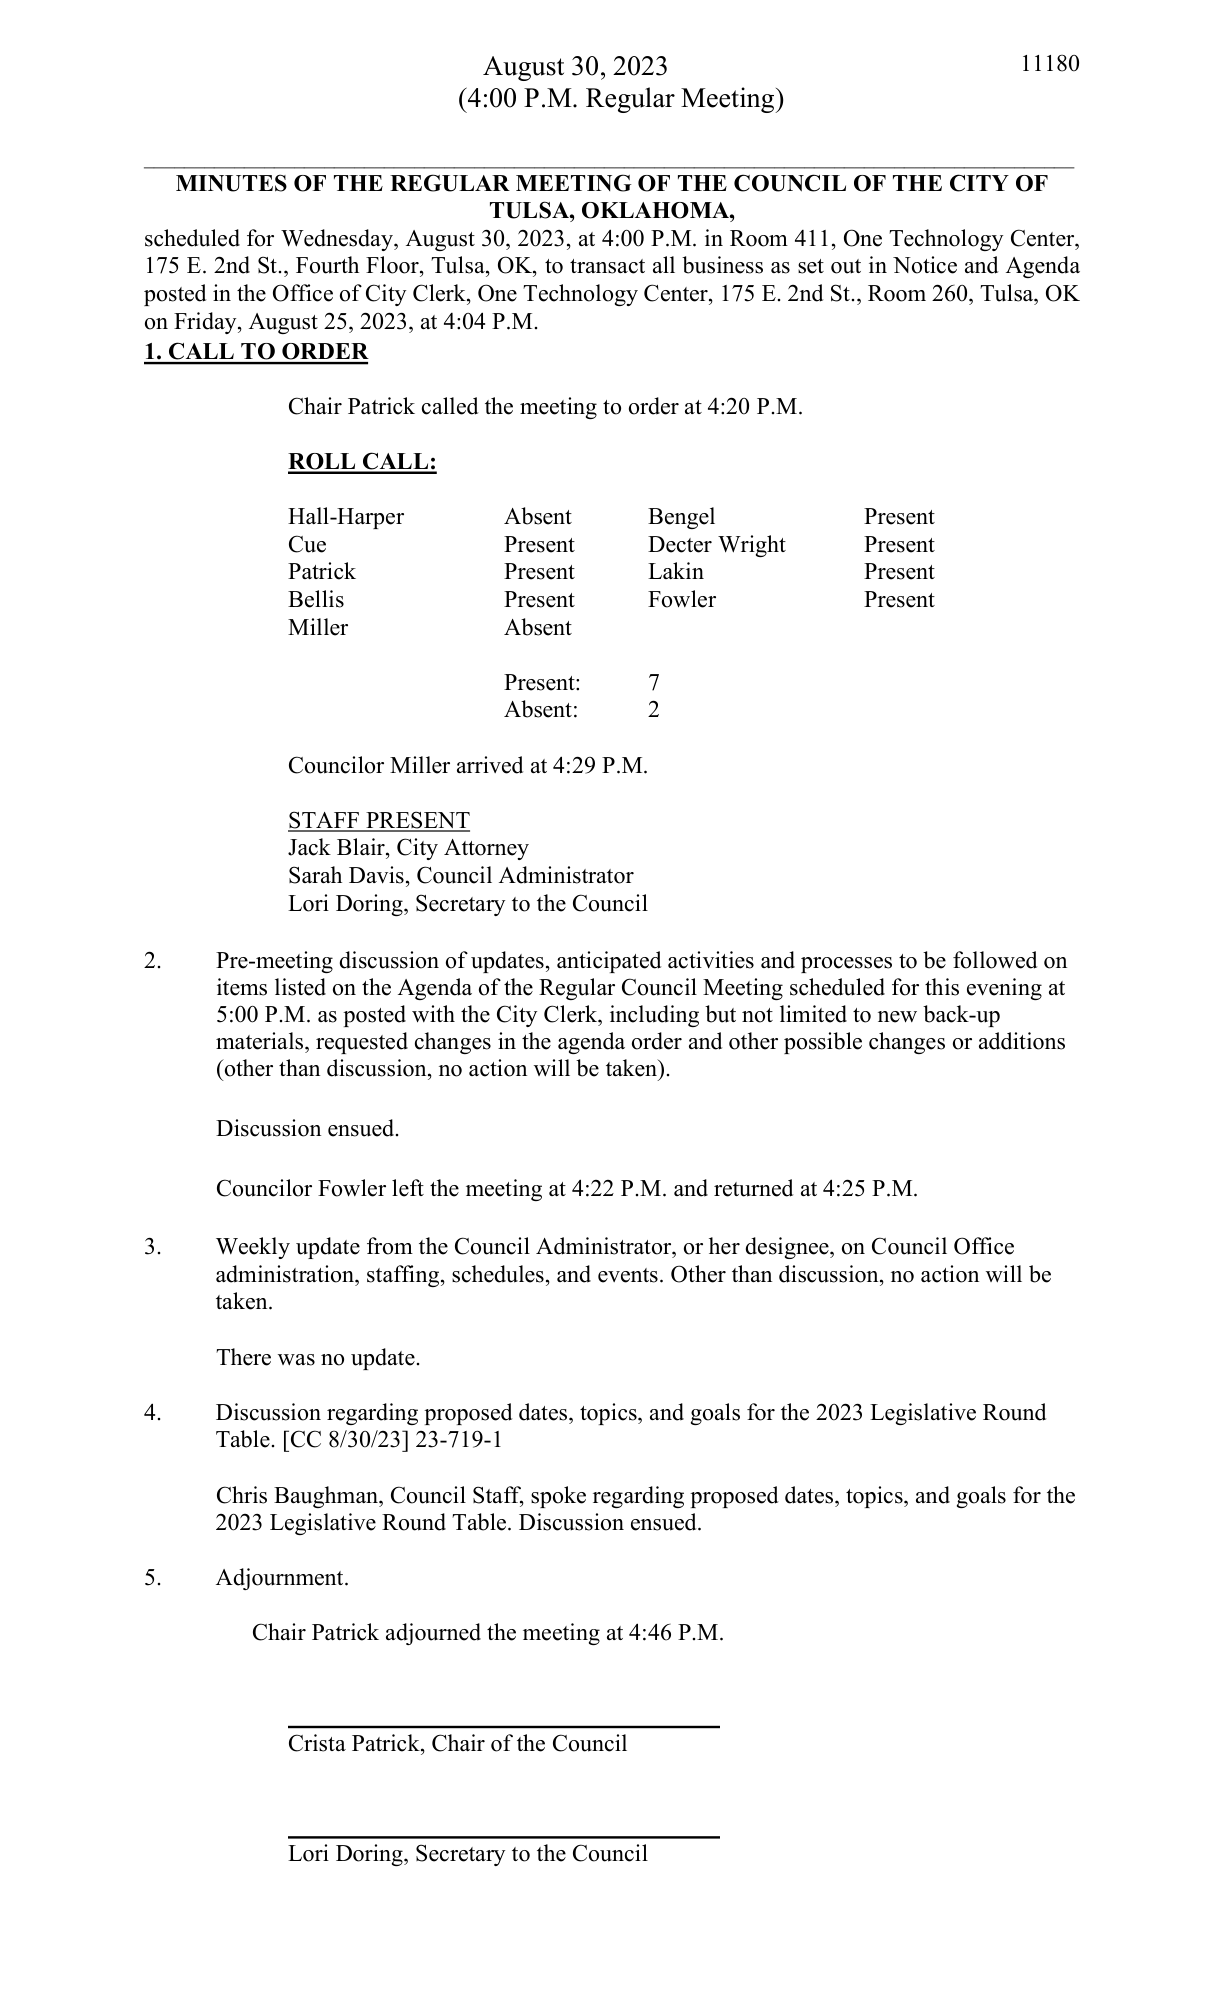 August 30, 2023
11180
(4:00 P.M. Regular Meeting)
MINUTES OF THE REGULAR MEETING OF THE COUNCIL OF THE CITY OF
TULSA, OKLAHOMA,
scheduled for Wednesday, August 30, 2023, at 4:00 P.M. in Room 411, One Technology Center,
175 E. 2nd St., Fourth Floor, Tulsa, OK, to transact all business as set out in Notice and Agenda
posted in the Office of City Clerk, One Technology Center, 175 E. 2nd St., Room 260, Tulsa, OK
on Friday, August 25, 2023, at 4:04 P.M.
1. CALL TO ORDER
Chair Patrick called the meeting to order at 4:20 P.M.
ROLL CALL:
Hall-Harper Absent Bengel Present
Cue Present Decter Wright Present
Patrick Present Lakin Present
Bellis Present Fowler Present
Miller Absent
Present: 7
Absent: 2
Councilor Miller arrived at 4:29 P.M.
STAFF PRESENT
Jack Blair, City Attorney
Sarah Davis, Council Administrator
Lori Doring, Secretary to the Council
2. Pre-meeting discussion of updates, anticipated activities and processes to be followed on
items listed on the Agenda of the Regular Council Meeting scheduled for this evening at
5:00 P.M. as posted with the City Clerk, including but not limited to new back-up
materials, requested changes in the agenda order and other possible changes or additions
(other than discussion, no action will be taken).
Discussion ensued.
Councilor Fowler left the meeting at 4:22 P.M. and returned at 4:25 P.M.
3. Weekly update from the Council Administrator, or her designee, on Council Office
administration, staffing, schedules, and events. Other than discussion, no action will be
taken.
There was no update.
4. Discussion regarding proposed dates, topics, and goals for the 2023 Legislative Round
Table. [CC 8/30/23] 23-719-1
Chris Baughman, Council Staff, spoke regarding proposed dates, topics, and goals for the
2023 Legislative Round Table. Discussion ensued.
5. Adjournment.
Chair Patrick adjourned the meeting at 4:46 P.M.
Crista Patrick, Chair of the Council
Lori Doring, Secretary to the Council